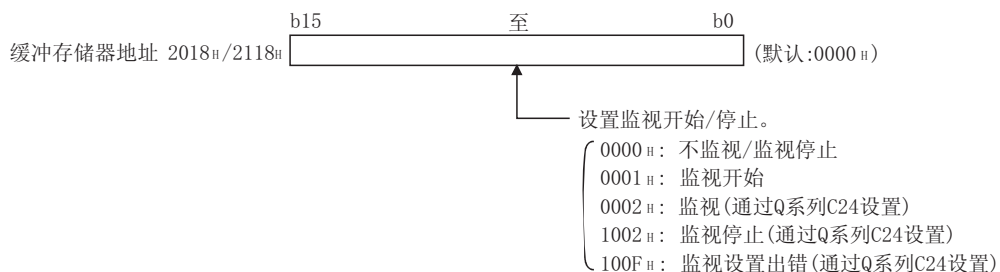 b15 至 b0
缓冲存储器地址 2018H/2118H (默认:0000H)
设置监视开始/停止。
0000H: 不监视/监视停止
0001H: 监视开始
0002H: 监视(通过Q系列C24设置)
1002H: 监视停止(通过Q系列C24设置)
100FH: 监视设置出错(通过Q系列C24设置)